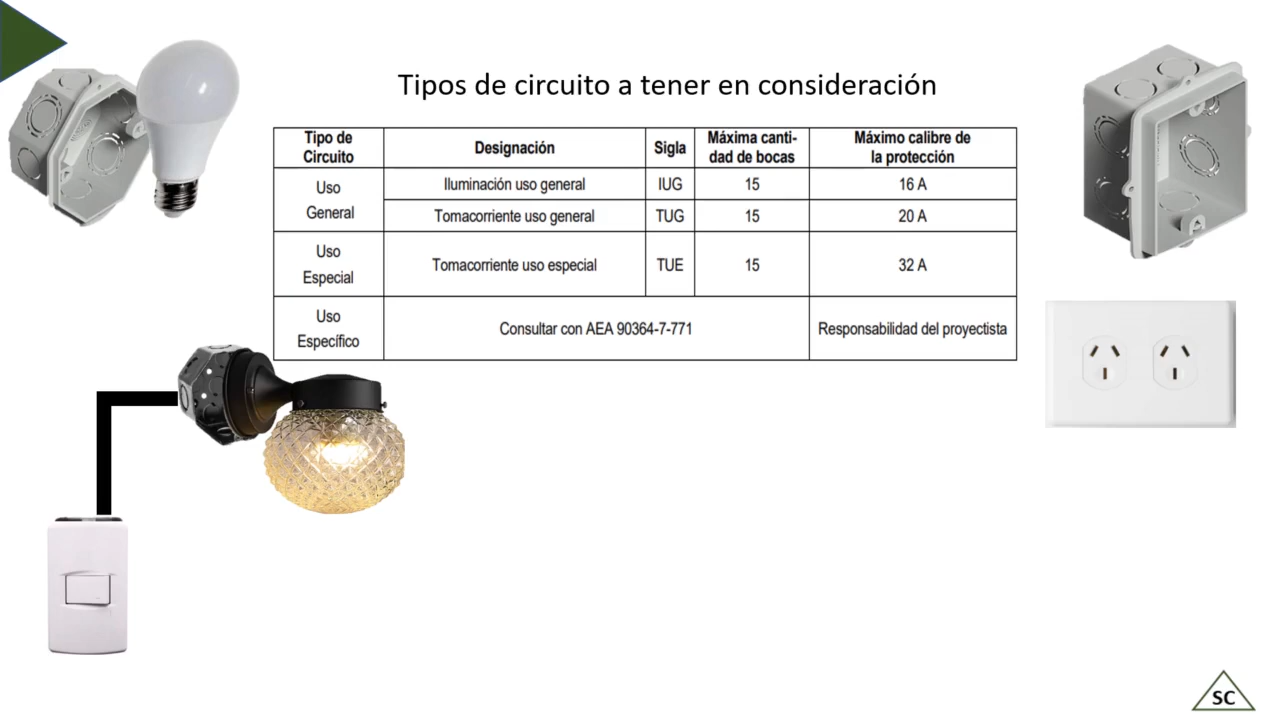 Tipos de circuito a tener en consideración
Tipo de Circuito Designación Sigla Máxima canti-dad de bocas Máximo calibre de la protección
Uso General Iluminación uso general IUG 15 16 A
Tomacorriente uso general TUG 15 20 A
Uso Especial Tomacorriente uso especial TUE 15 32 A
Uso Específico Consultar con AEA 90364-7-771 Responsabilidad del proyectista
SC